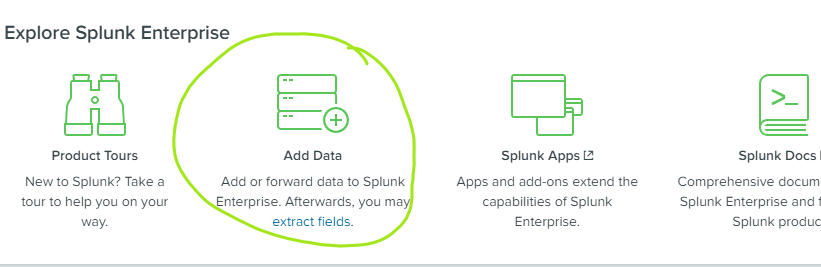 Explore Splunk Enterprise
Product Tours
New to Splunk? Take a
tour to help you on your
way.
Add Data
Add or forward data to Splunk
Enterprise. Afterwards, you may
extract fields.
Splunk Apps
Apps and add-ons extend the
capabilities of Splunk
Enterprise.
Splunk Docs
Comprehensive docum
Splunk Enterprise and f
Splunk produc